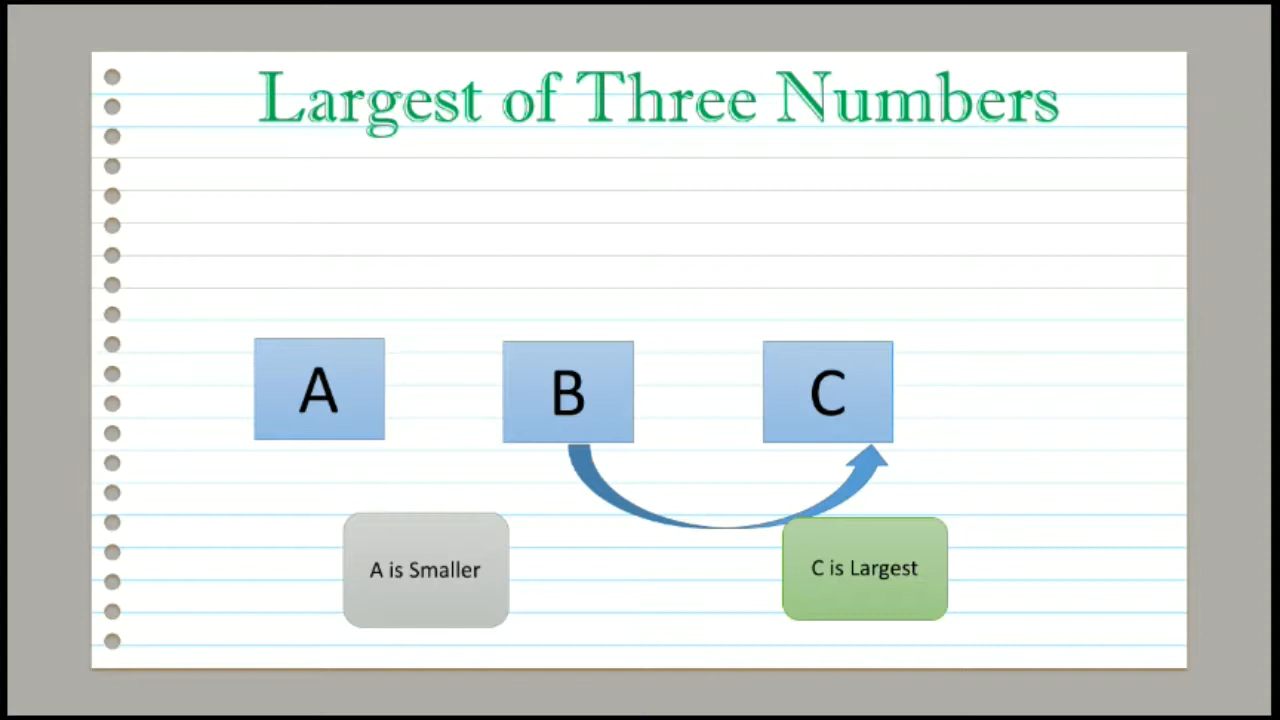 Largest of Three Numbers
A
B
C
A is Smaller
C is Largest